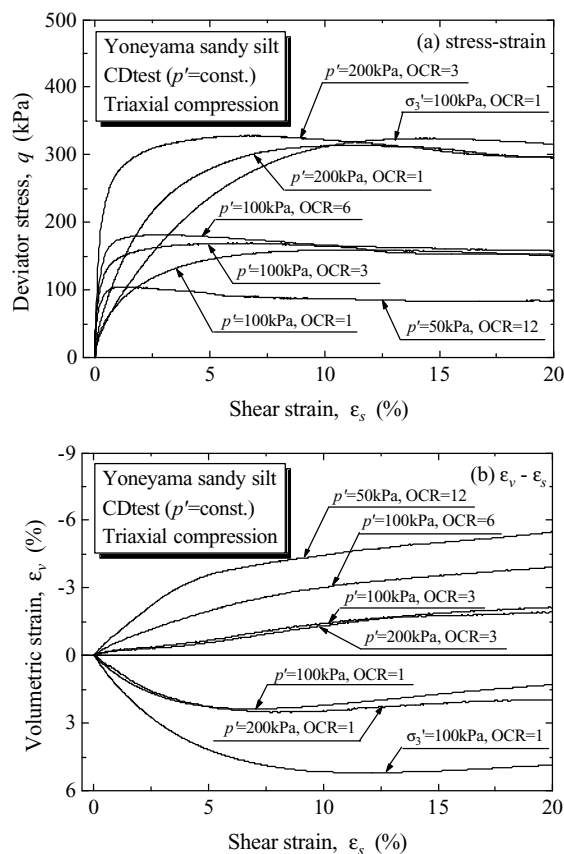 500
400
300
200
100
0
Deviator stress, q (kPa)
Yoneyama sandy silt
CDtest (p'=const.)
Triaxial compression
(a) stress-strain
p'=200kPa, OCR=3
σ3'=100kPa, OCR=1
p'=200kPa, OCR=1
p'=100kPa, OCR=6
p'=100kPa, OCR=3
p'=100kPa, OCR=1
p'=50kPa, OCR=12
0 5 10 15 20
Shear strain, εs (%)
-9
-6
-3
0
3
6
Volumetric strain, εv (%)
Yoneyama sandy silt
CDtest (p'=const.)
Triaxial compression
(b) εv - εs
p'=50kPa, OCR=12
p'=100kPa, OCR=6
p'=100kPa, OCR=3
p'=200kPa, OCR=3
p'=100kPa, OCR=1
p'=200kPa, OCR=1
σ3'=100kPa, OCR=1
0 5 10 15 20
Shear strain, εs (%)